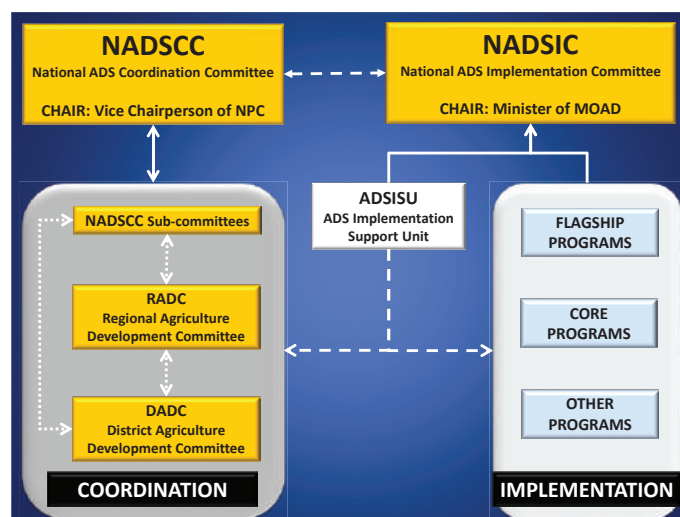 NADSCC
National ADS Coordination Committee
CHAIR: Vice Chairperson of NPC
NADSIC
National ADS Implementation Committee
CHAIR: Minister of MOAD
NADSCC Sub-committees
RADC
Regional Agriculture
Development Committee
DADC
District Agriculture
Development Committee
COORDINATION
ADSISU
ADS Implementation
Support Unit
FLAGSHIP
PROGRAMS
CORE
PROGRAMS
OTHER
PROGRAMS
IMPLEMENTATION